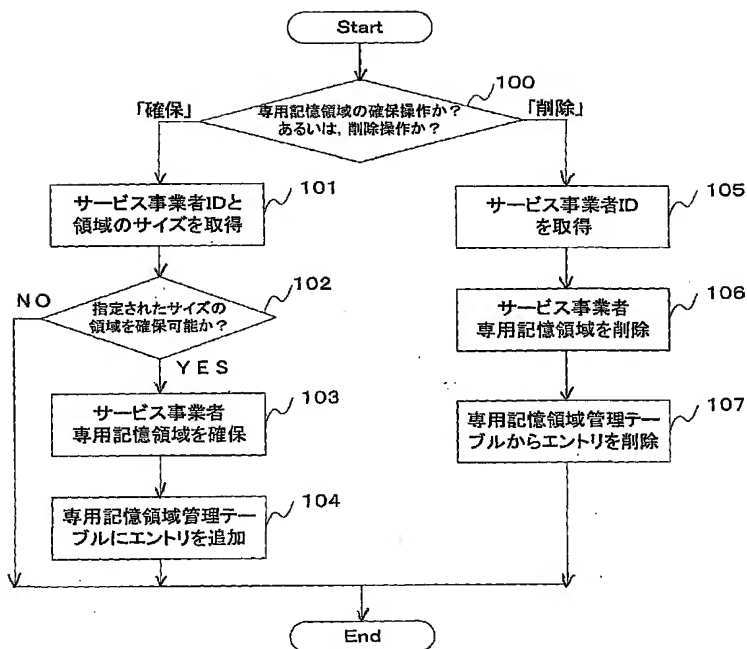 Start
100
「確保」
専用記憶領域の確保操作か?
あるいは, 削除操作か?
「削除」
101
サービス事業者IDと
領域のサイズを取得
102
NO
指定されたサイズの
領域を確保可能か?
YES
103
サービス事業者
専用記憶領域を確保
104
専用記憶領域管理テー
ブルにエントリを追加
105
サービス事業者ID
を取得
106
サービス事業者
専用記憶領域を削除
107
専用記憶領域管理テー
ブルからエントリを削除
End